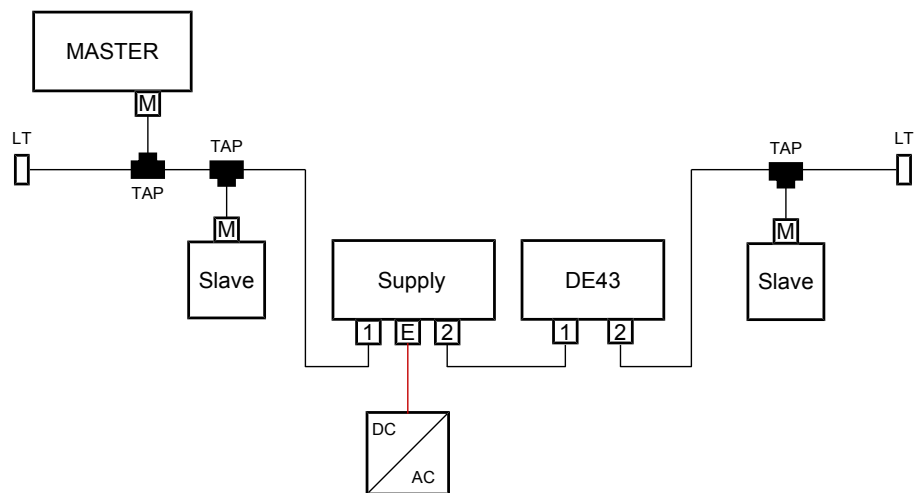 MASTER
M
LT
TAP
TAP
LT
TAP
M
M
Slave
Supply
DE43
Slave
1
E
2
1
2
DC
AC